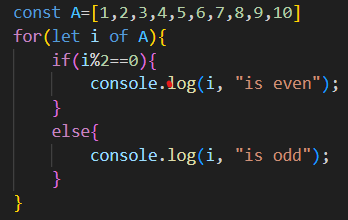 const A=[1,2,3,4,5,6,7,8,9,10]
for(let i of A){
    if(i%2==0){
        console.log(i, "is even");
    }
    else{
        console.log(i, "is odd");
    }
}